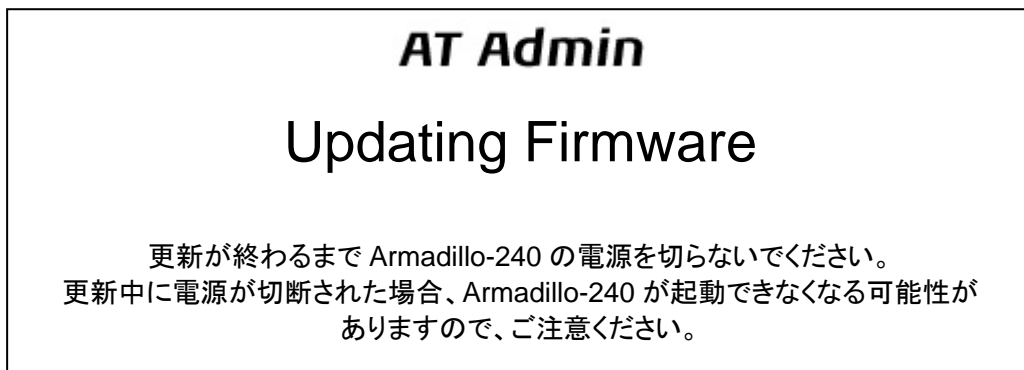 AT Admin
Updating Firmware
更新が終わるまで Armadillo-240 の電源を切らないでください。
更新中に電源が切断された場合、Armadillo-240 が起動できなくなる可能性が
ありますので、ご注意ください。